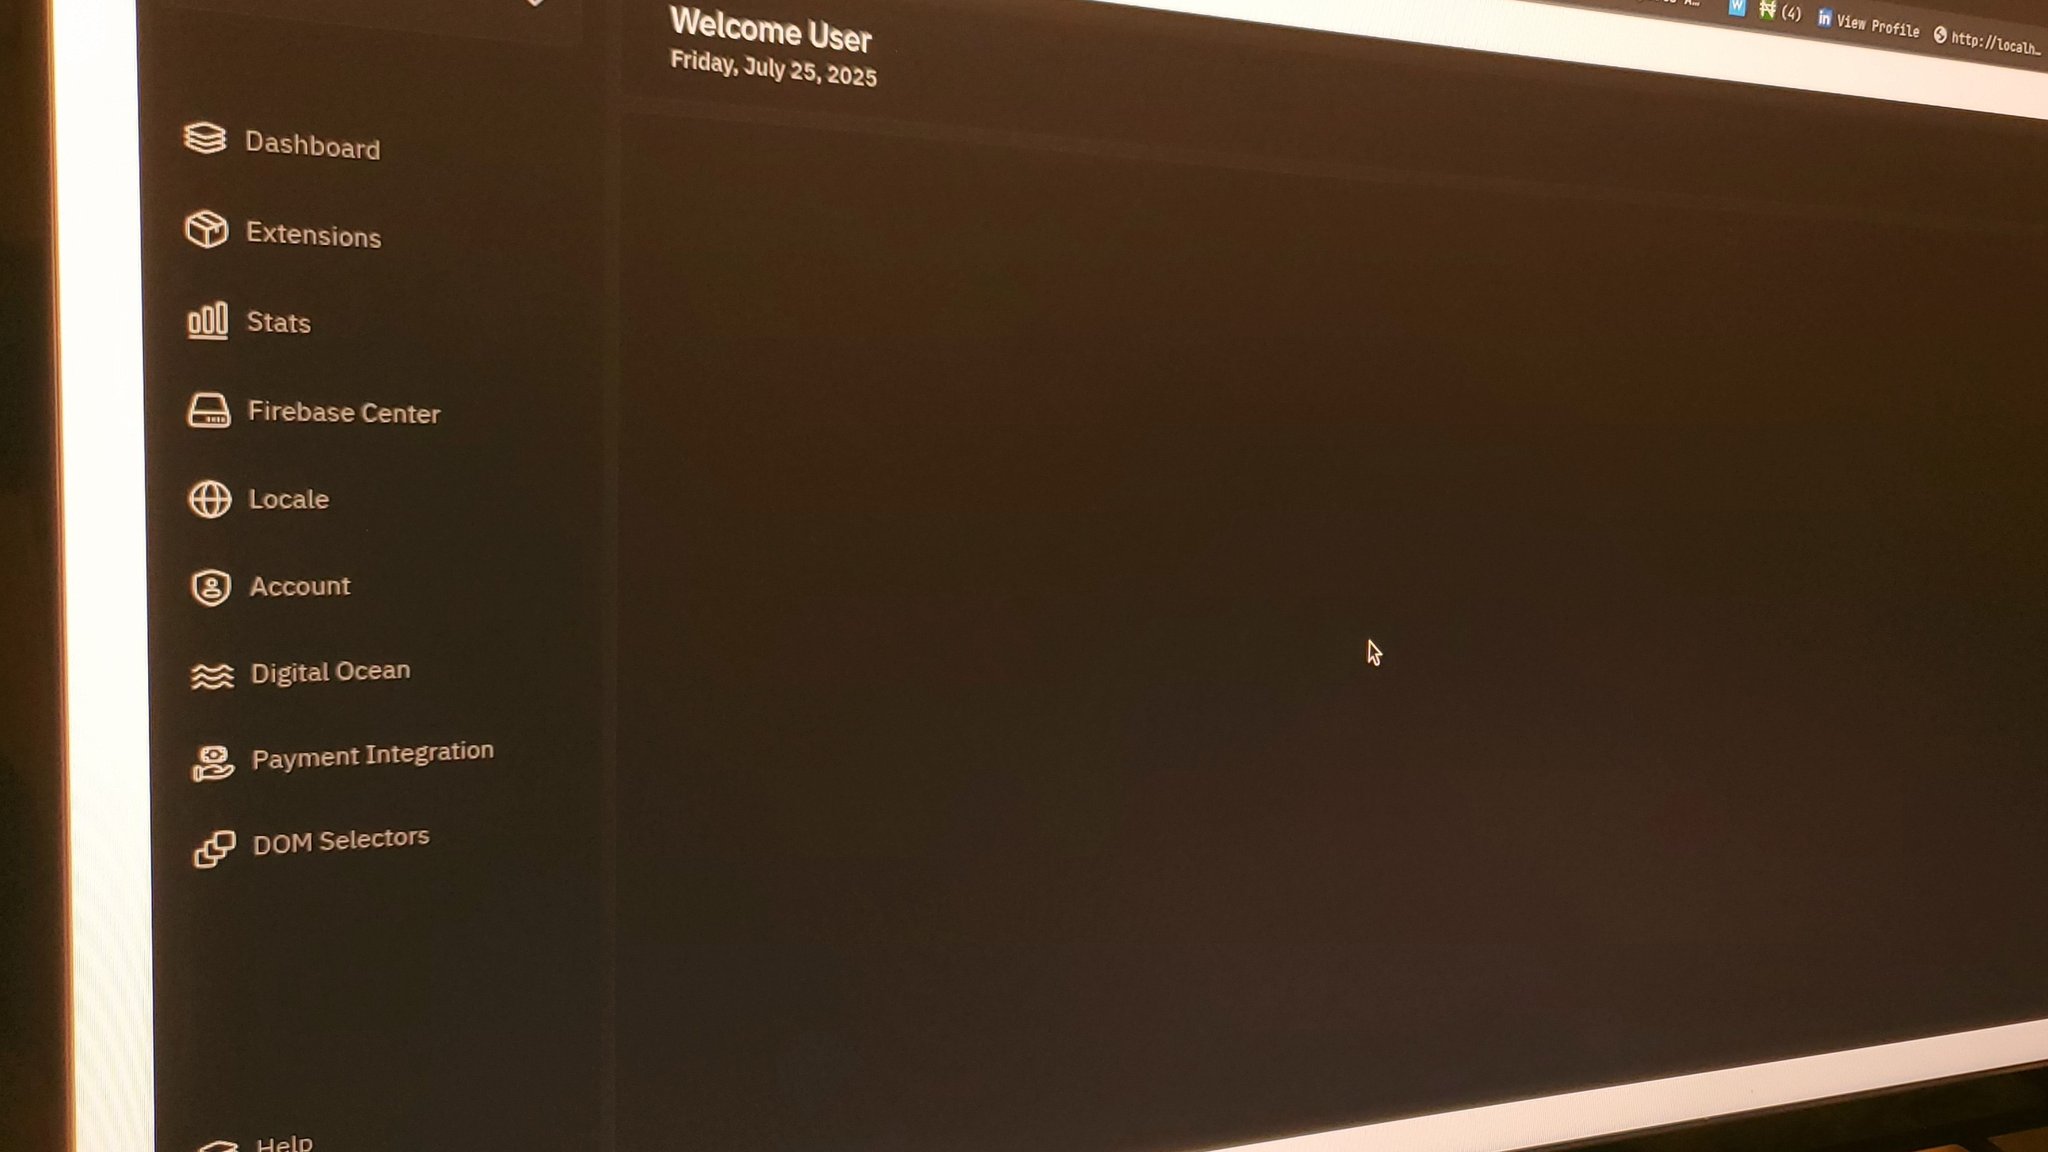 W (4) in View Profile http://localh…
Welcome User
Friday, July 25, 2025
Dashboard
Extensions
Stats
Firebase Center
Locale
Account
Digital Ocean
Payment Integration
DOM Selectors
Help